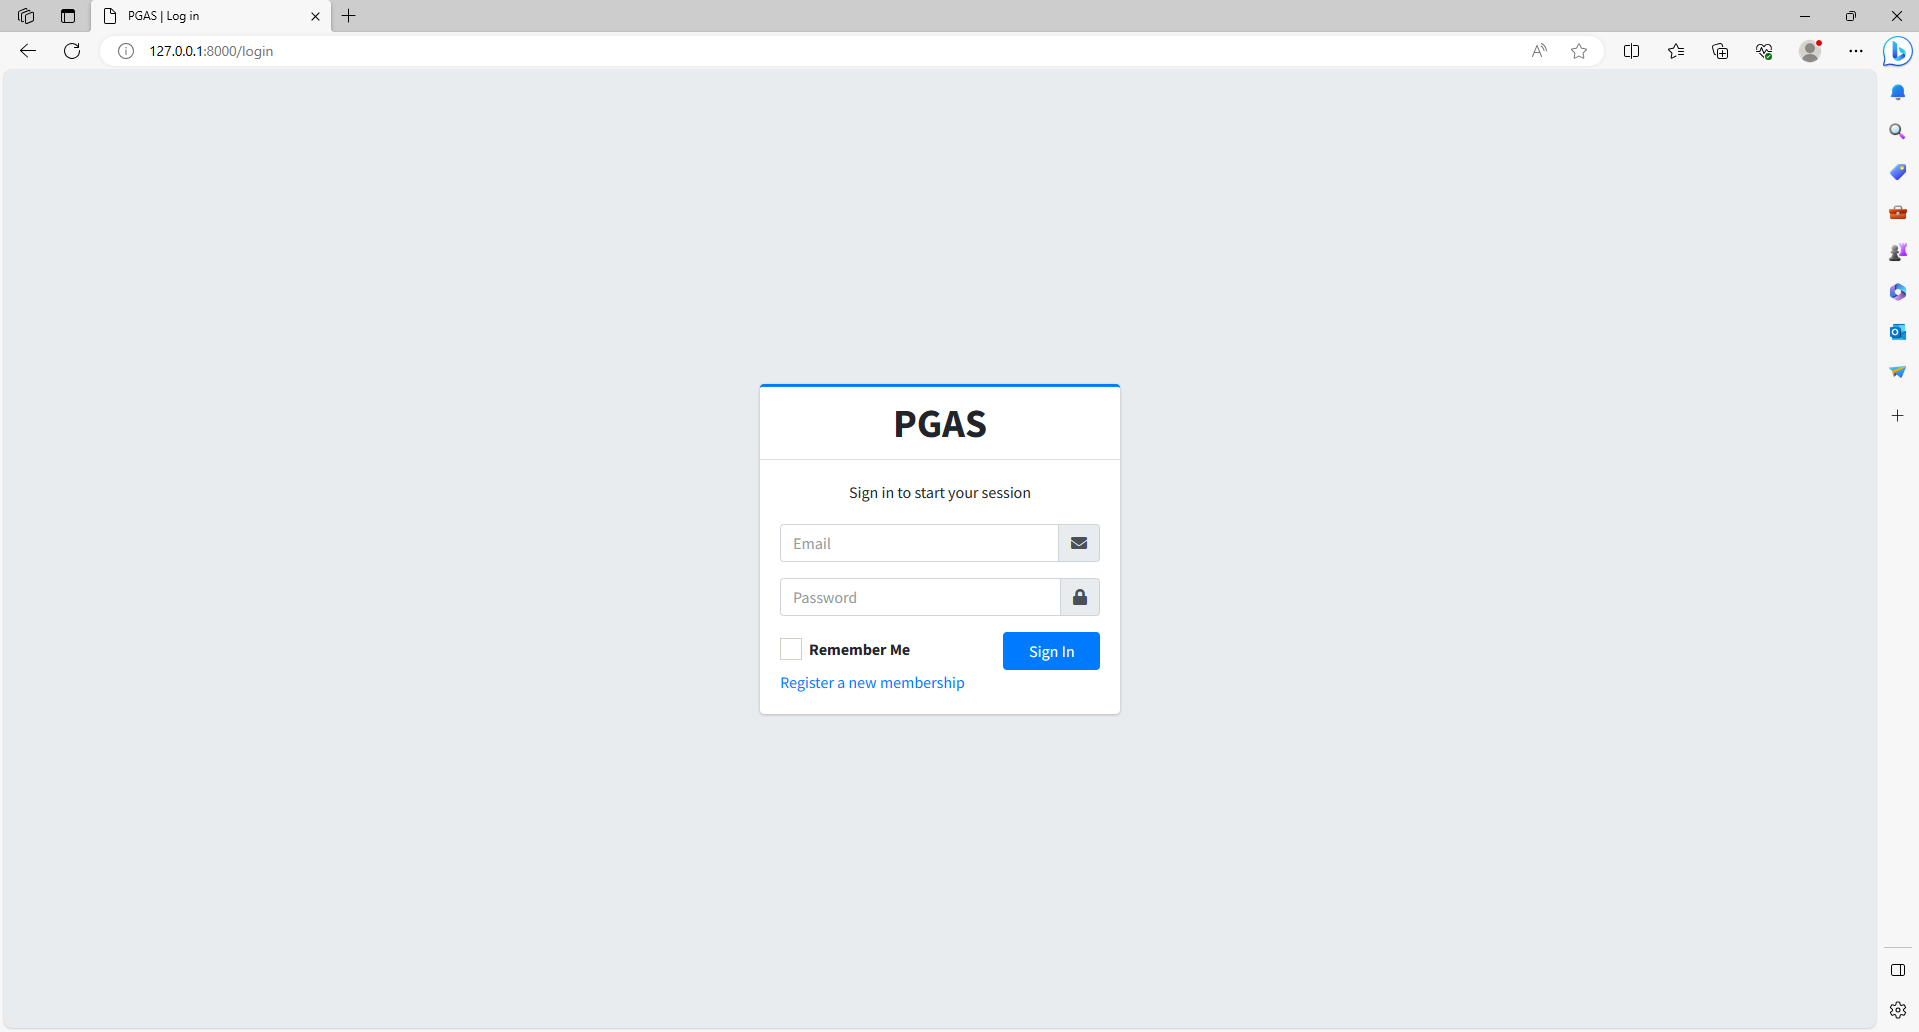 PGAS | Log in
127.0.0.1:8000/login
PGAS
Sign in to start your session
Email
Password
Remember Me
Sign In
Register a new membership